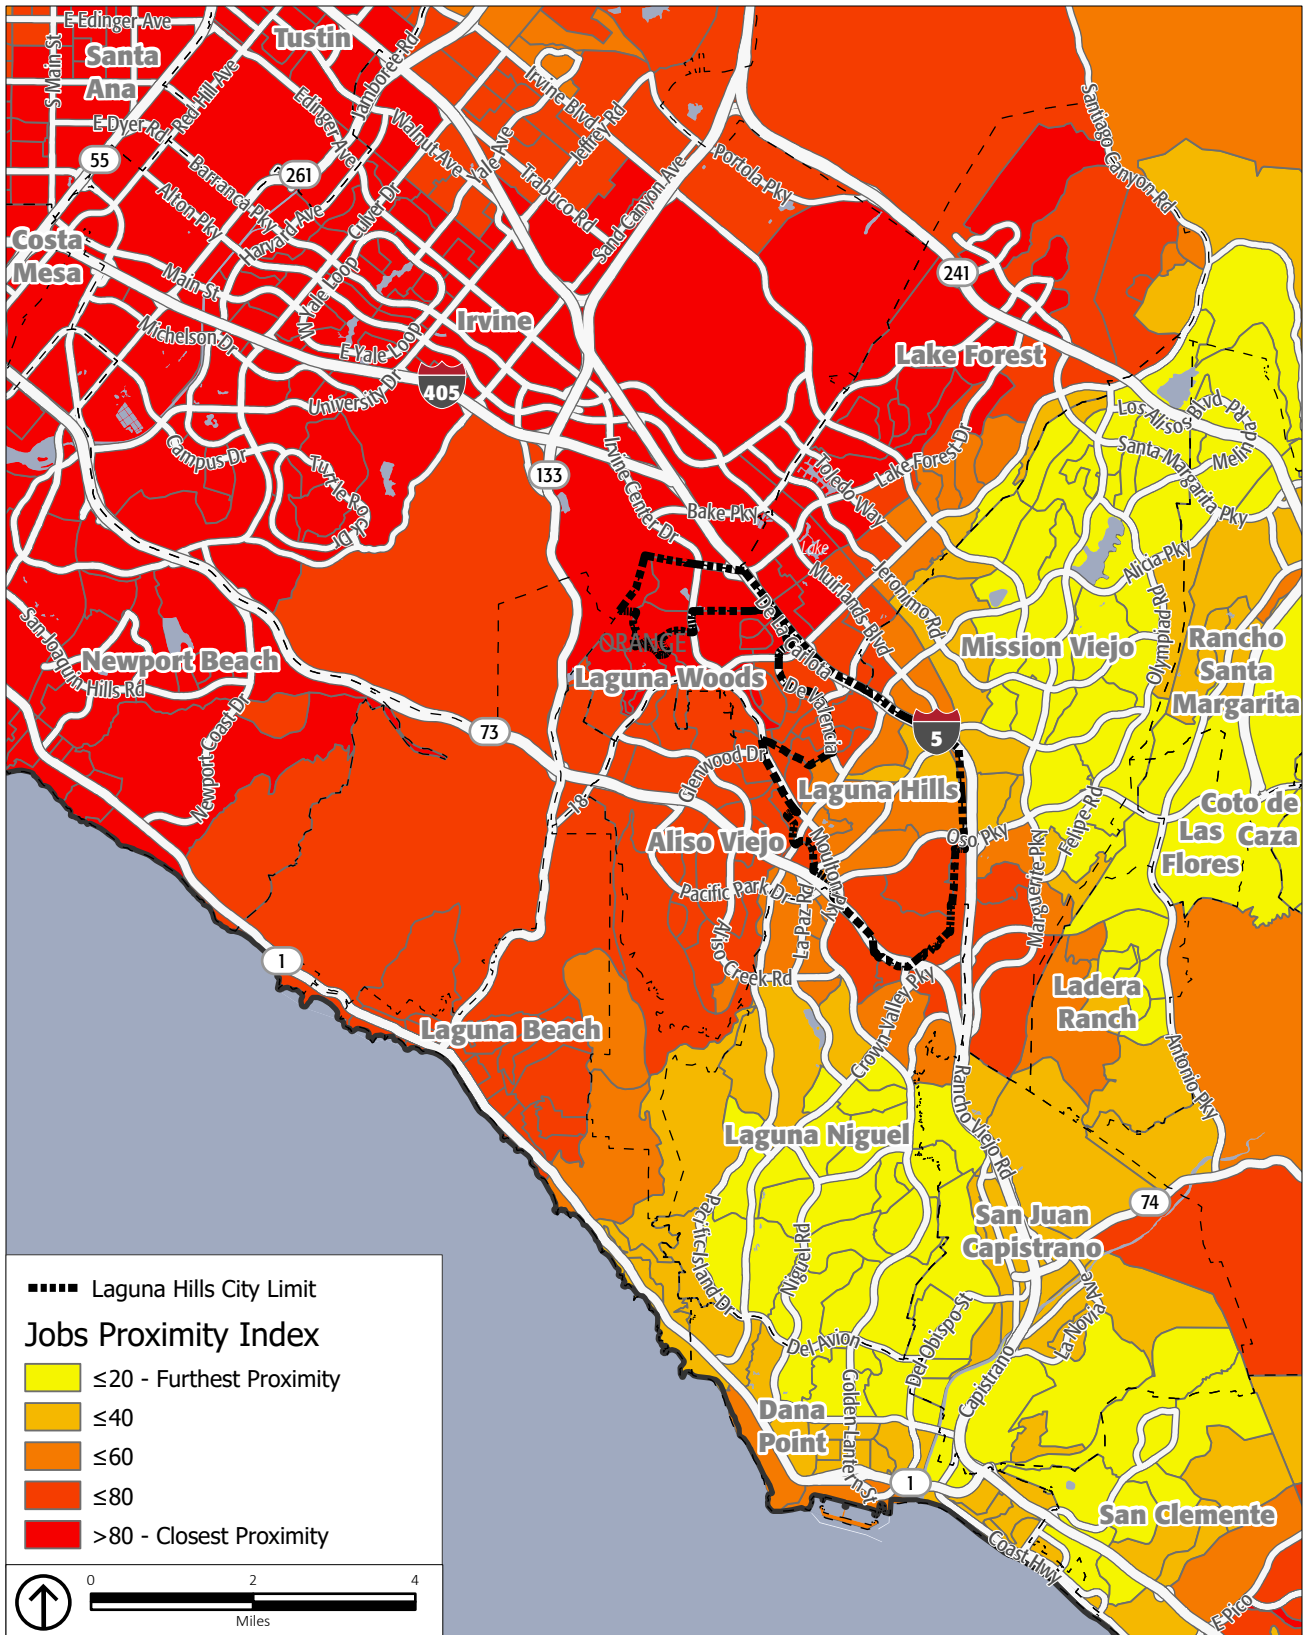 E Edinger Ave
Tustin
Santa
Ana
S Main St
Red Hill Ave
Jamboree Rd
Edinger Ave
E Dyer Rd
Walnut Ave
Yale Ave
Irvine Blvd
Jeffrey Rd
Trabuco Rd
Sand Canyon Ave
Portola Pky
Santiago Canyon Rd
55
261
Barranca Pky
Alton Pky
Harvard Ave
Culver Dr
Costa
Mesa
Main St
W Yale Loop
241
Irvine
Michelson Dr
E Yale Loop
Lake Forest
405
University Dr
Los Alisos Blvd
Melinda Rd
Campus Dr
Turtle Rock Dr
133
Irvine Center Dr
Toledo Way
Lake Forest Dr
Santa Margarita Pky
Bake Pky
Lake
Alicia Pky
Muirlands Blvd
Jeronimo Rd
De La Carlota
Olympiad Rd
San Joaquin Hills Rd
Newport Beach
ORANGE
Laguna Woods
De Valencia
Mission Viejo
Rancho
Santa
Margarita
Newport Coast Dr
73
5
Glenwood Dr
18
Laguna Hills
Coto de
Caza
Las
Flores
Aliso Viejo
Moulton Pky
Oso Pky
Marguerite Pky
Felipe Rd
Pacific Park Dr
La Paz Rd
Aliso Creek Rd
1
Crown Valley Pky
Ladera
Ranch
Laguna Beach
Antonio Pky
Rancho Viejo Rd
Laguna Niguel
74
Pacific Island Dr
Niguel Rd
San Juan
Capistrano
La Novia Ave
Del Obispo St
Del Avion
Capistrano
Golden Lantern St
Dana
Point
1
San Clemente
Coast Hwy
E Pico
Laguna Hills City Limit
Jobs Proximity Index
≤20 - Furthest Proximity
≤40
≤60
≤80
>80 - Closest Proximity
0 2 4
Miles